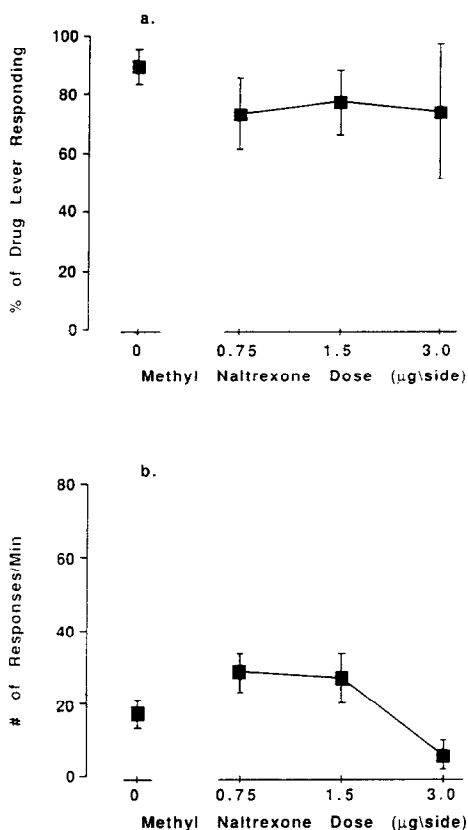 a.
100
80
60
40
20
0
% of Drug Lever Responding
0 0.75 1.5 3.0
Methyl Naltrexone Dose (µg\side)
b.
80
60
40
20
0
# of Responses/Min
0 0.75 1.5 3.0
Methyl Naltrexone Dose (µg\side)